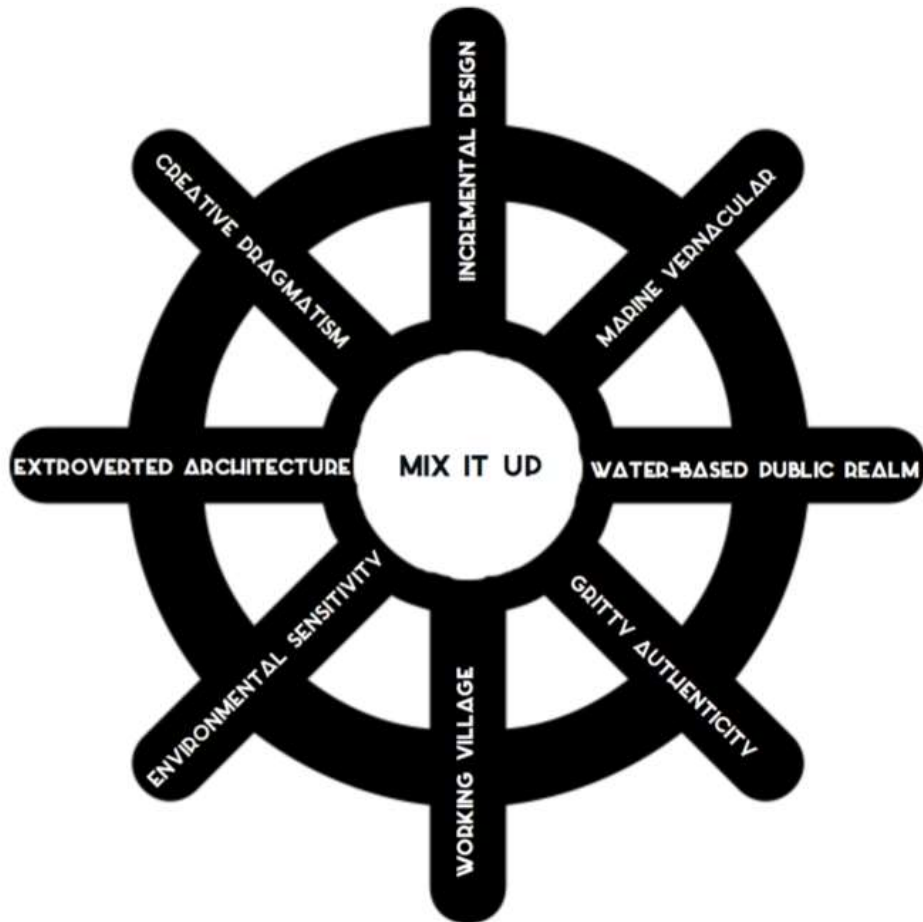 INCREMENTAL DESIGN
MARINE VERNACULAR
WATER-BASED PUBLIC REALM
GRITTY AUTHENTICITY
WORKING VILLAGE
ENVIRONMENTAL SENSITIVITY
EXTROVERTED ARCHITECTURE
CREATIVE PRAGMATISM
MIX IT UP